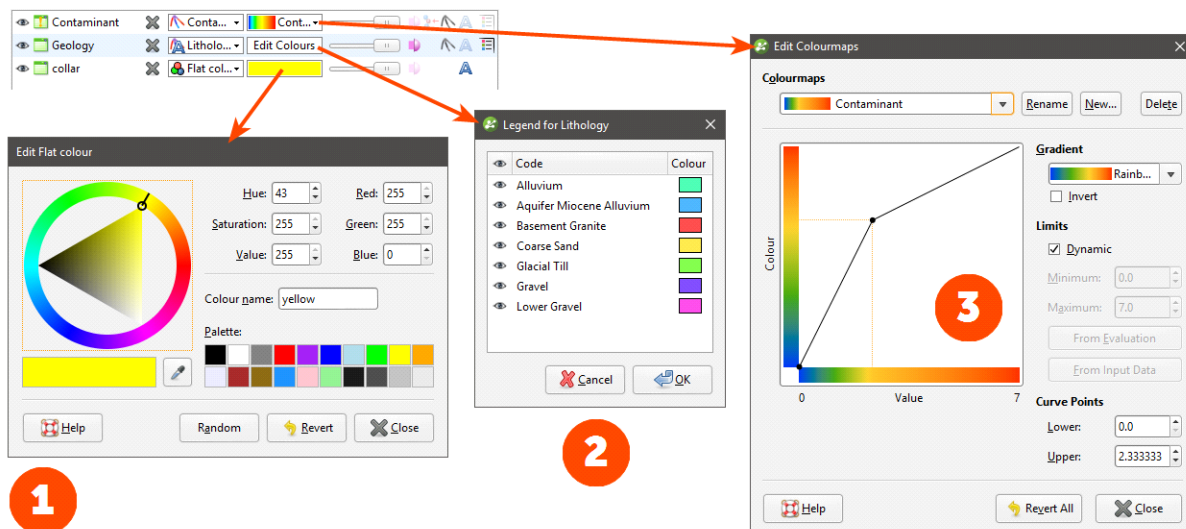 Contaminant Conta... Cont...
Geology Litholo... Edit Colours
collar Flat col...
Edit Flat colour
Hue: 43 Red: 255
Saturation: 255 Green: 255
Value: 255 Blue: 0
Colour name: yellow
Palette:
Help Random Revert Close
1
Legend for Lithology
Code Colour
Alluvium
Aquifer Miocene Alluvium
Basement Granite
Coarse Sand
Glacial Till
Gravel
Lower Gravel
Cancel OK
2
Edit Colourmaps
Colourmaps
Contaminant Rename New... Delete
Gradient
Rainb...
Invert
Limits
Dynamic
Minimum: 0.0
Maximum: 7.0
From Evaluation
From Input Data
Curve Points
Lower: 0.0
Upper: 2.333333
Colour
0 Value 7
3
Help Revert All Close